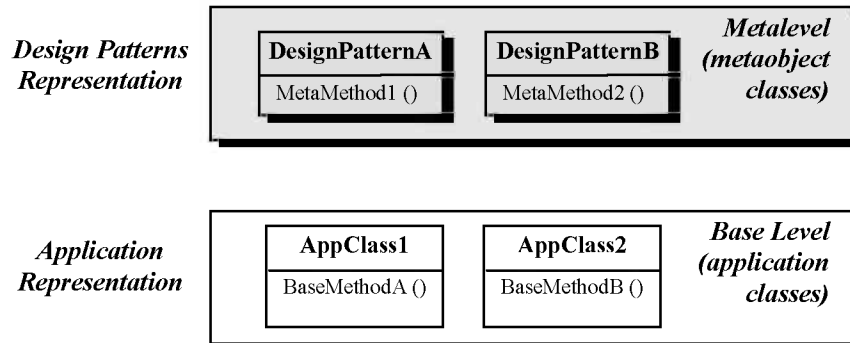 Design Patterns
Representation
DesignPatternA
MetaMethod1 ()
DesignPatternB
MetaMethod2 ()
Metalevel
(metaobject
classes)
Application
Representation
AppClass1
BaseMethodA ()
AppClass2
BaseMethodB ()
Base Level
(application
classes)